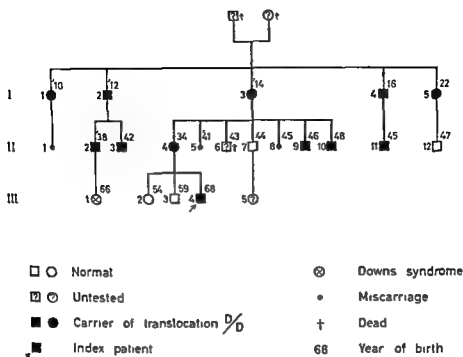 ? † ? †
10 12 14 16 22
I 1 2 3 4 5
38 42 34 41 43 44 45 46 48 45 47
II 1 2 3 4 5 6 ? † 7 8 9 10 11 12
66 54 59 68
III 1 2 3 4 5 ?
Normal
? ? Untested
Carrier of translocation D/D
Index patient
Downs syndrome
Miscarriage
† Dead
68 Year of birth